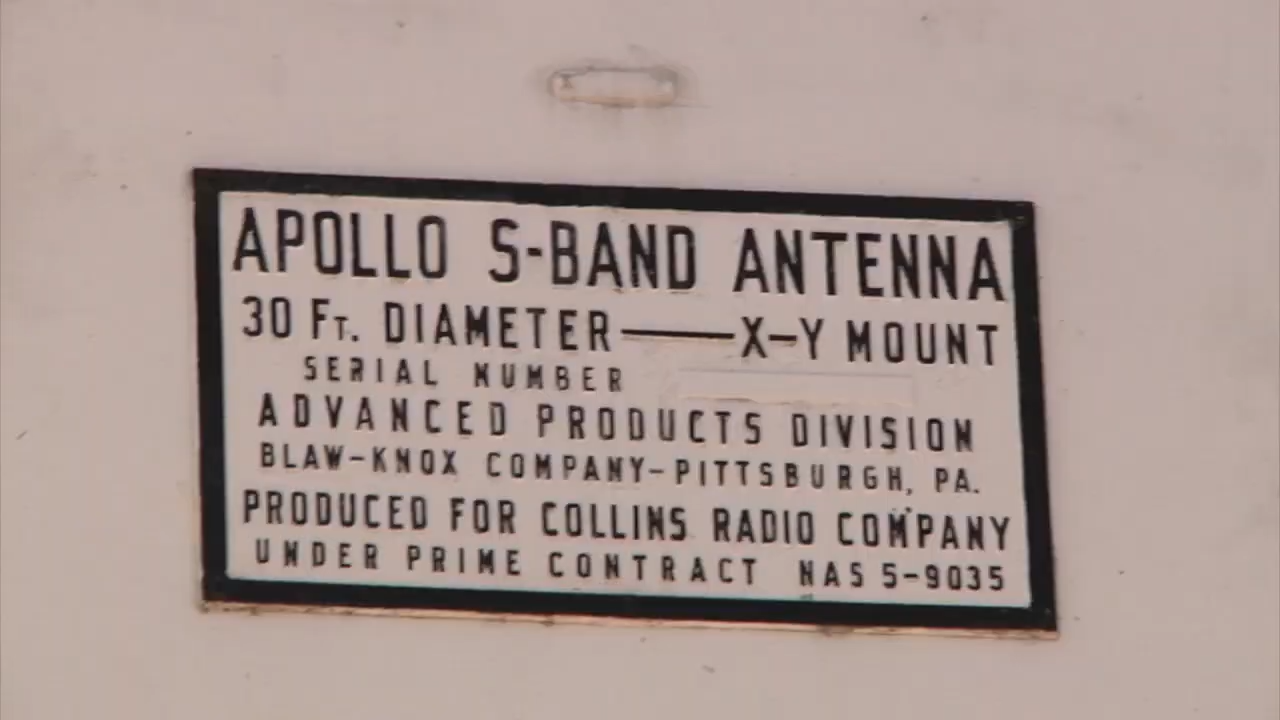 APOLLO S-BAND ANTENNA
30 FT. DIAMETER——X-Y MOUNT
SERIAL NUMBER
ADVANCED PRODUCTS DIVISION
BLAW-KNOX COMPANY-PITTSBURGH, PA.
PRODUCED FOR COLLINS RADIO COMPANY
UNDER PRIME CONTRACT NAS 5-9035